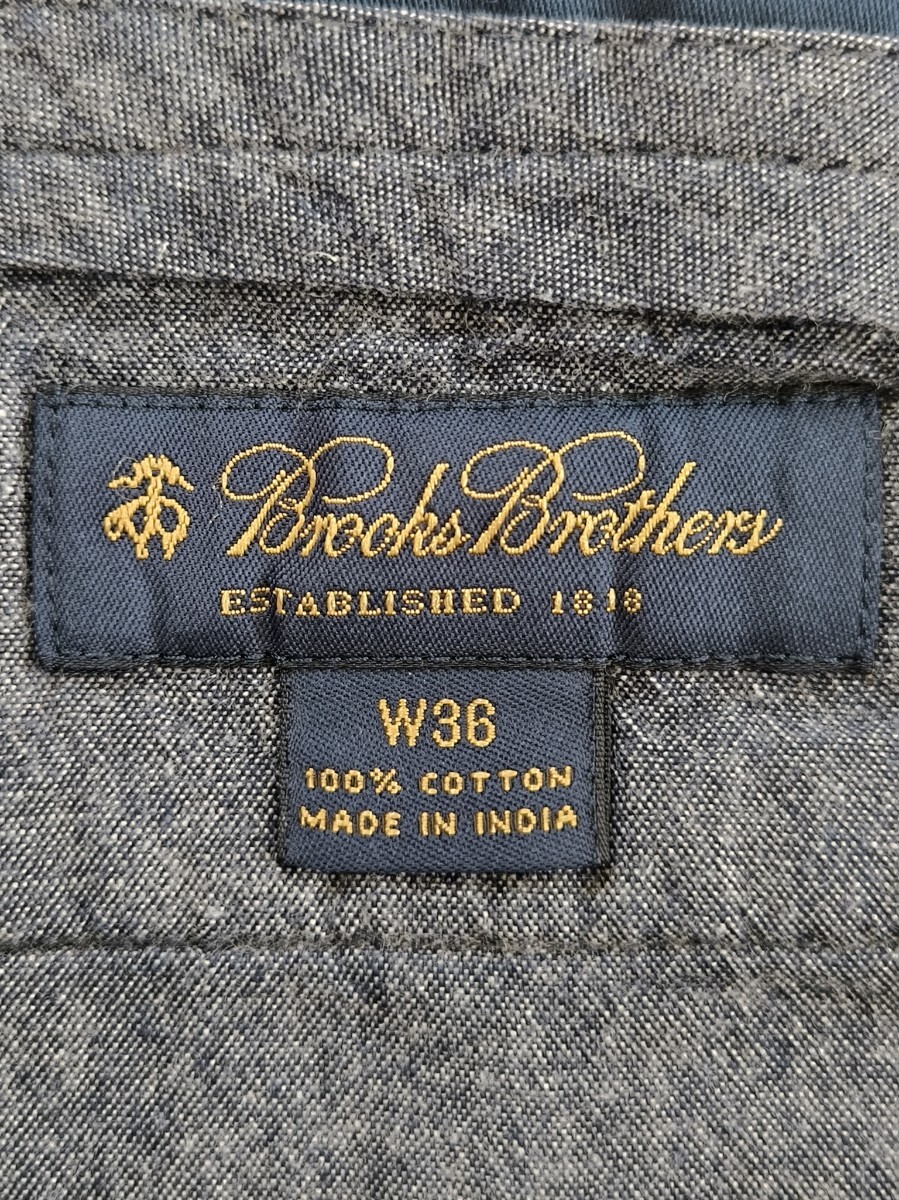 Brooks Brothers
ESTABLISHED 1818
W36
100% COTTON
MADE IN INDIA